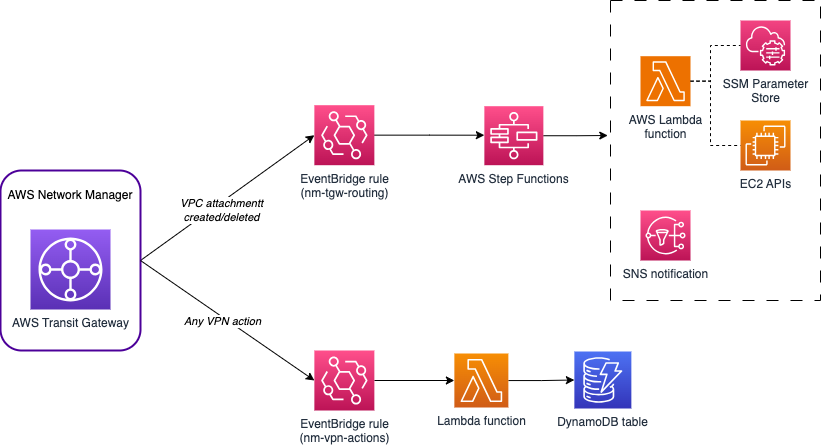 SSM Parameter
Store
AWS Lambda
function
EC2 APIs
EventBridge rule
(nm-tgw-routing)
AWS Step Functions
AWS Network Manager
VPC attachmentt
created/deleted
SNS notification
AWS Transit Gateway
Any VPN action
EventBridge rule
(nm-vpn-actions)
Lambda function
DynamoDB table